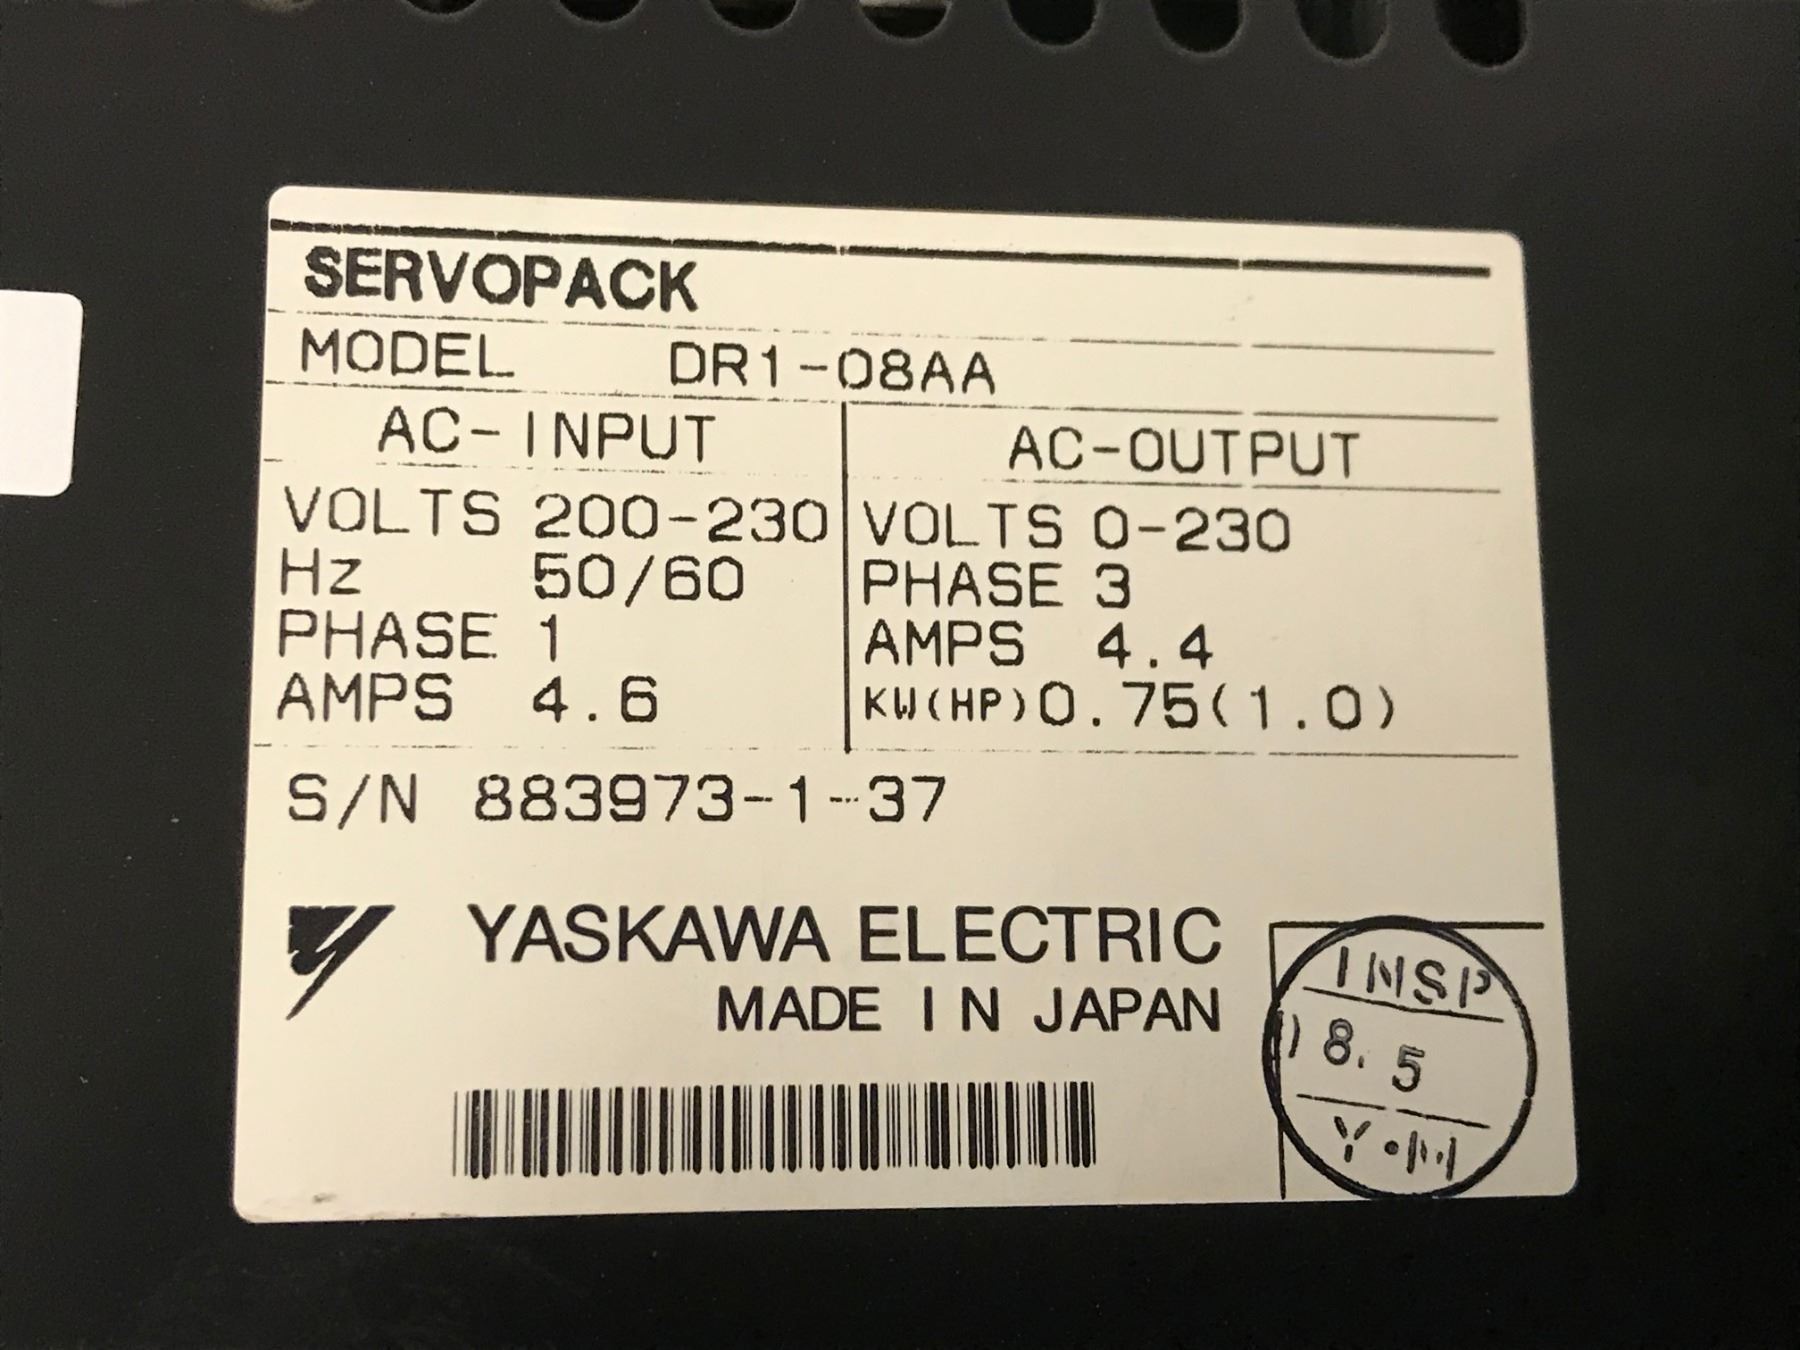 SERVOPACK
MODEL DR1-08AA
AC-INPUT
VOLTS 200-230
Hz 50/60
PHASE 1
AMPS 4.6
AC-OUTPUT
VOLTS 0-230
PHASE 3
AMPS 4.4
KW(HP)0.75(1.0)
S/N 883973-1-37
YASKAWA ELECTRIC
MADE IN JAPAN
INSP
8. 5